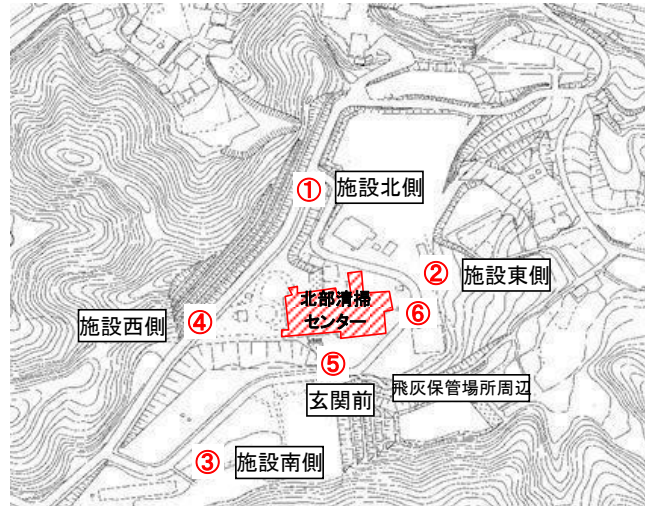 ① 施設北側
② 施設東側
北部清掃
センター
⑥
施設西側 ④
⑤
玄関前
飛灰保管場所周辺
③ 施設南側